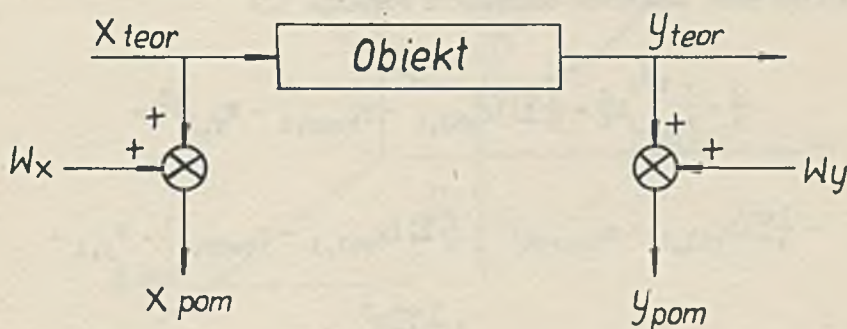 X teor
Obiekt
y teor
+
+
Wx
+
+
Wy
X pom
y pom